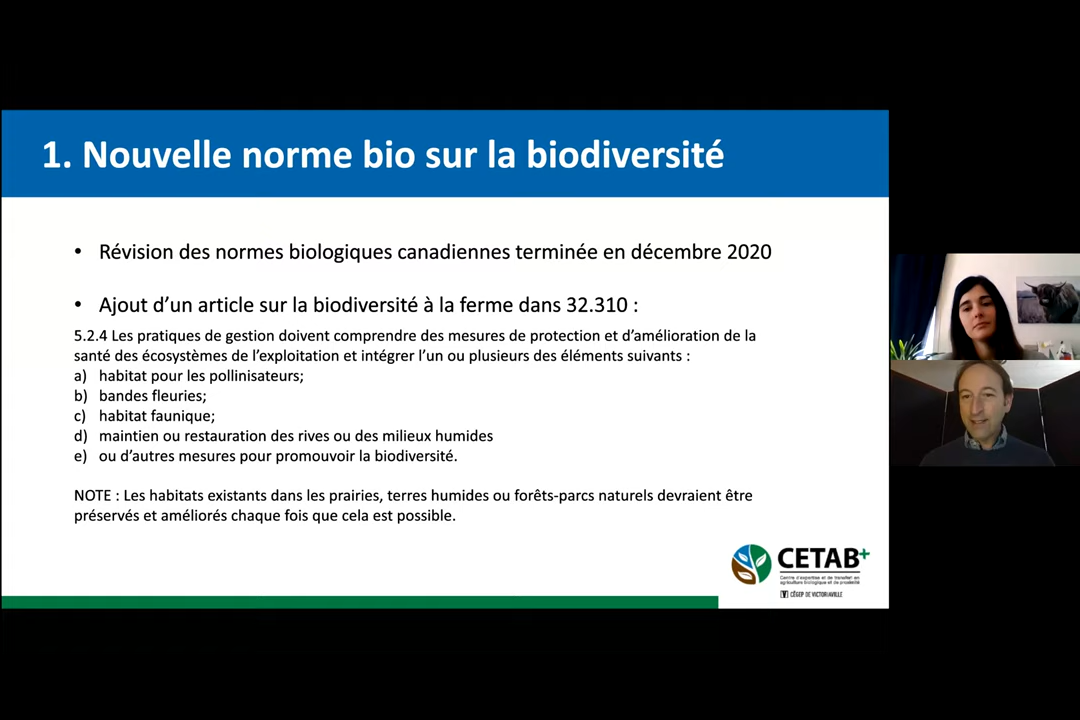 1. Nouvelle norme bio sur la biodiversité
• Révision des normes biologiques canadiennes terminée en décembre 2020
• Ajout d’un article sur la biodiversité à la ferme dans 32.310 :
5.2.4 Les pratiques de gestion doivent comprendre des mesures de protection et d’amélioration de la
santé des écosystèmes de l’exploitation et intégrer l’un ou plusieurs des éléments suivants :
a) habitat pour les pollinisateurs;
b) bandes fleuries;
c) habitat faunique;
d) maintien ou restauration des rives ou des milieux humides
e) ou d’autres mesures pour promouvoir la biodiversité.
NOTE : Les habitats existants dans les prairies, terres humides ou forêts-parcs naturels devraient être
préservés et améliorés chaque fois que cela est possible.
CETAB+
Centre d’expertise et de transfert en
agriculture biologique et de proximité
CÉGEP DE VICTORIAVILLE